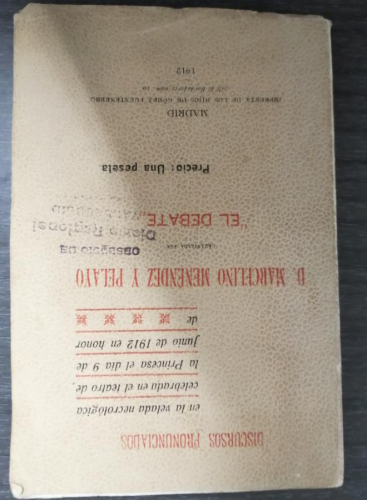 DISCURSOS PRONUNCIADOS
en la velada necrológica
celebrada en el teatro de
la Princesa el día 9 de
Junio de 1912 en honor
de
D. MARCELINO MENÉNDEZ Y PELAYO
ORGANIZADA POR
"EL DEBATE"
Obsequio de
Diario Regional
Precio: Una peseta
MADRID
IMPRENTA DE LOS HIJOS DE GÓMEZ FUENTENEBRO
1912